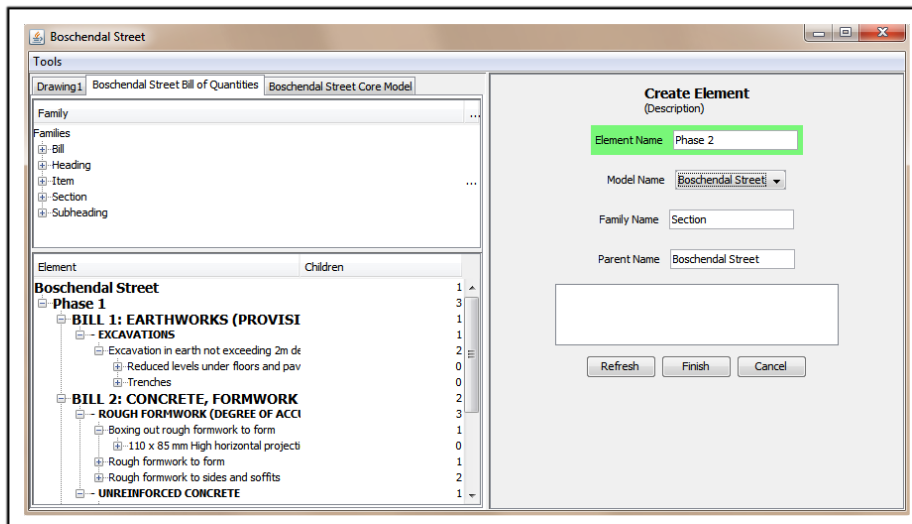 Boschendal Street
Tools
Drawing1 Boschendal Street Bill of Quantities Boschendal Street Core Model
Family ...
Families
Bill
Heading
Item ...
Section
Subheading
Element Children
Boschendal Street 1
Phase 1 3
BILL 1: EARTHWORKS (PROVISI 1
- EXCAVATIONS 1
Excavation in earth not exceeding 2m de 2
Reduced levels under floors and pav 0
Trenches 0
BILL 2: CONCRETE, FORMWORK 2
- ROUGH FORMWORK (DEGREE OF ACCU 3
Boxing out rough formwork to form 1
110 x 85 mm High horizontal projecti 0
Rough formwork to form 1
Rough formwork to sides and soffits 2
- UNREINFORCED CONCRETE 1
Create Element
(Description)
Element Name Phase 2
Model Name Boschendal Street
Family Name Section
Parent Name Boschendal Street
Refresh Finish Cancel